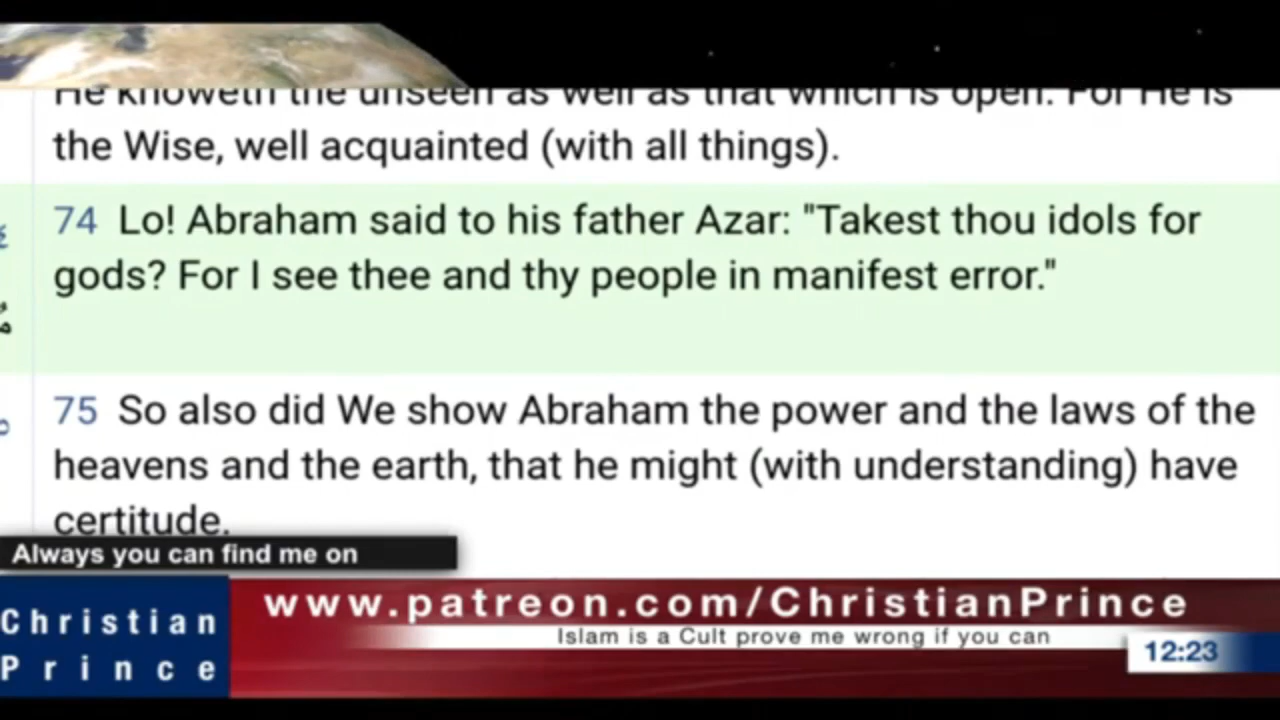 He knoweth the unseen as well as that which is open. For He is
the Wise, well acquainted (with all things).
74 Lo! Abraham said to his father Azar: "Takest thou idols for
gods? For I see thee and thy people in manifest error."
75 So also did We show Abraham the power and the laws of the
heavens and the earth, that he might (with understanding) have
certitude.
Always you can find me on
Christian
Prince
www.patreon.com/ChristianPrince
Islam is a Cult prove me wrong if you can
12:23